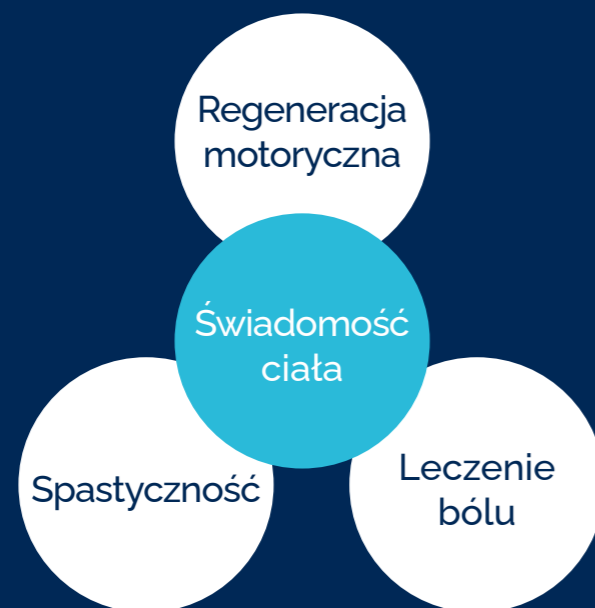 Regeneracja
motoryczna
Świadomość
ciała
Spastyczność
Leczenie
bólu